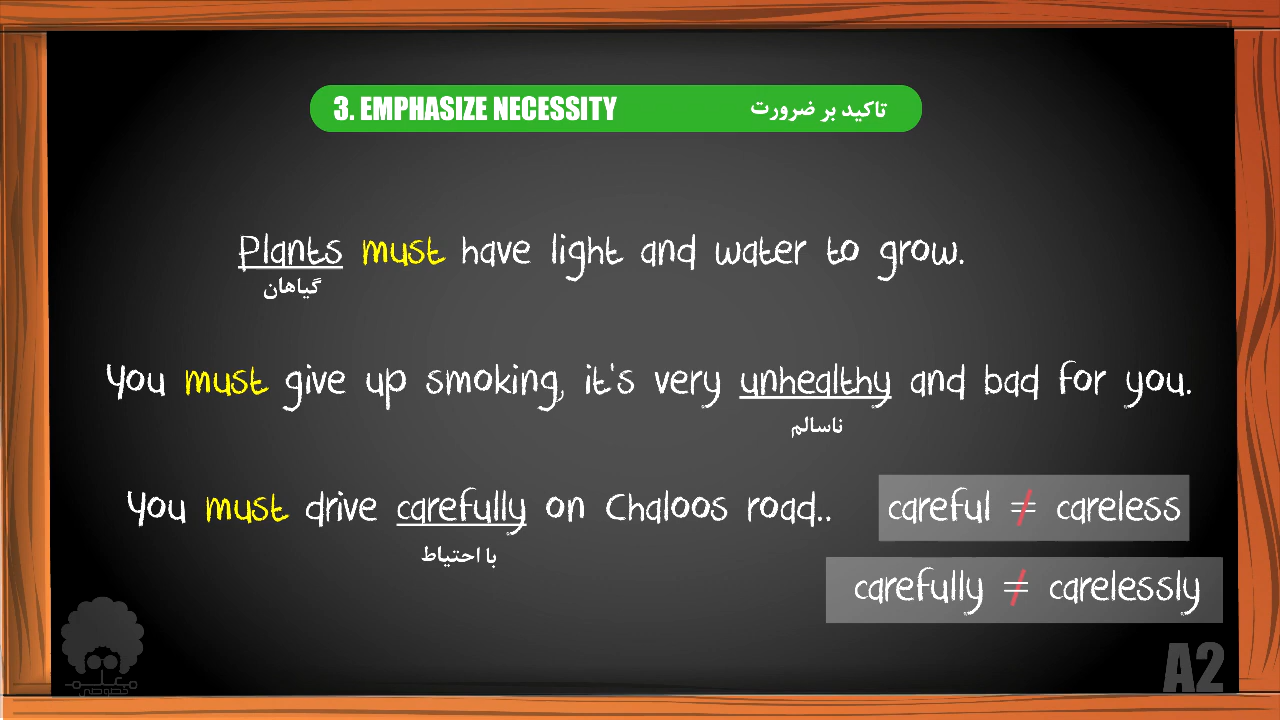 3. EMPHASIZE NECESSITY تاکید بر ضرورت
Plants must have light and water to grow.
گیاهان
You must give up smoking, it's very unhealthy and bad for you.
ناسالم
You must drive carefully on Chaloos road..
با احتیاط
careful ≠ careless
carefully ≠ carelessly
معلم
خصوصی
A2